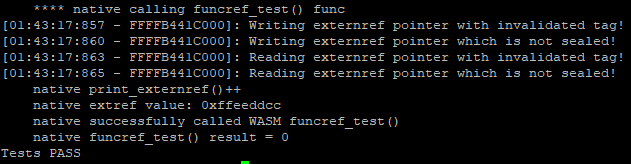 **** native calling funcref_test() func
[01:43:17:857 - FFFFB441C000]: Writing externref pointer with invalidated tag!
[01:43:17:860 - FFFFB441C000]: Writing externref pointer which is not sealed!
[01:43:17:863 - FFFFB441C000]: Reading externref pointer with invalidated tag!
[01:43:17:865 - FFFFB441C000]: Reading externref pointer which is not sealed!
native print_externref()++
native extref value: 0xffeeddcc
native successfully called WASM funcref_test()
native funcref_test() result = 0
Tests PASS